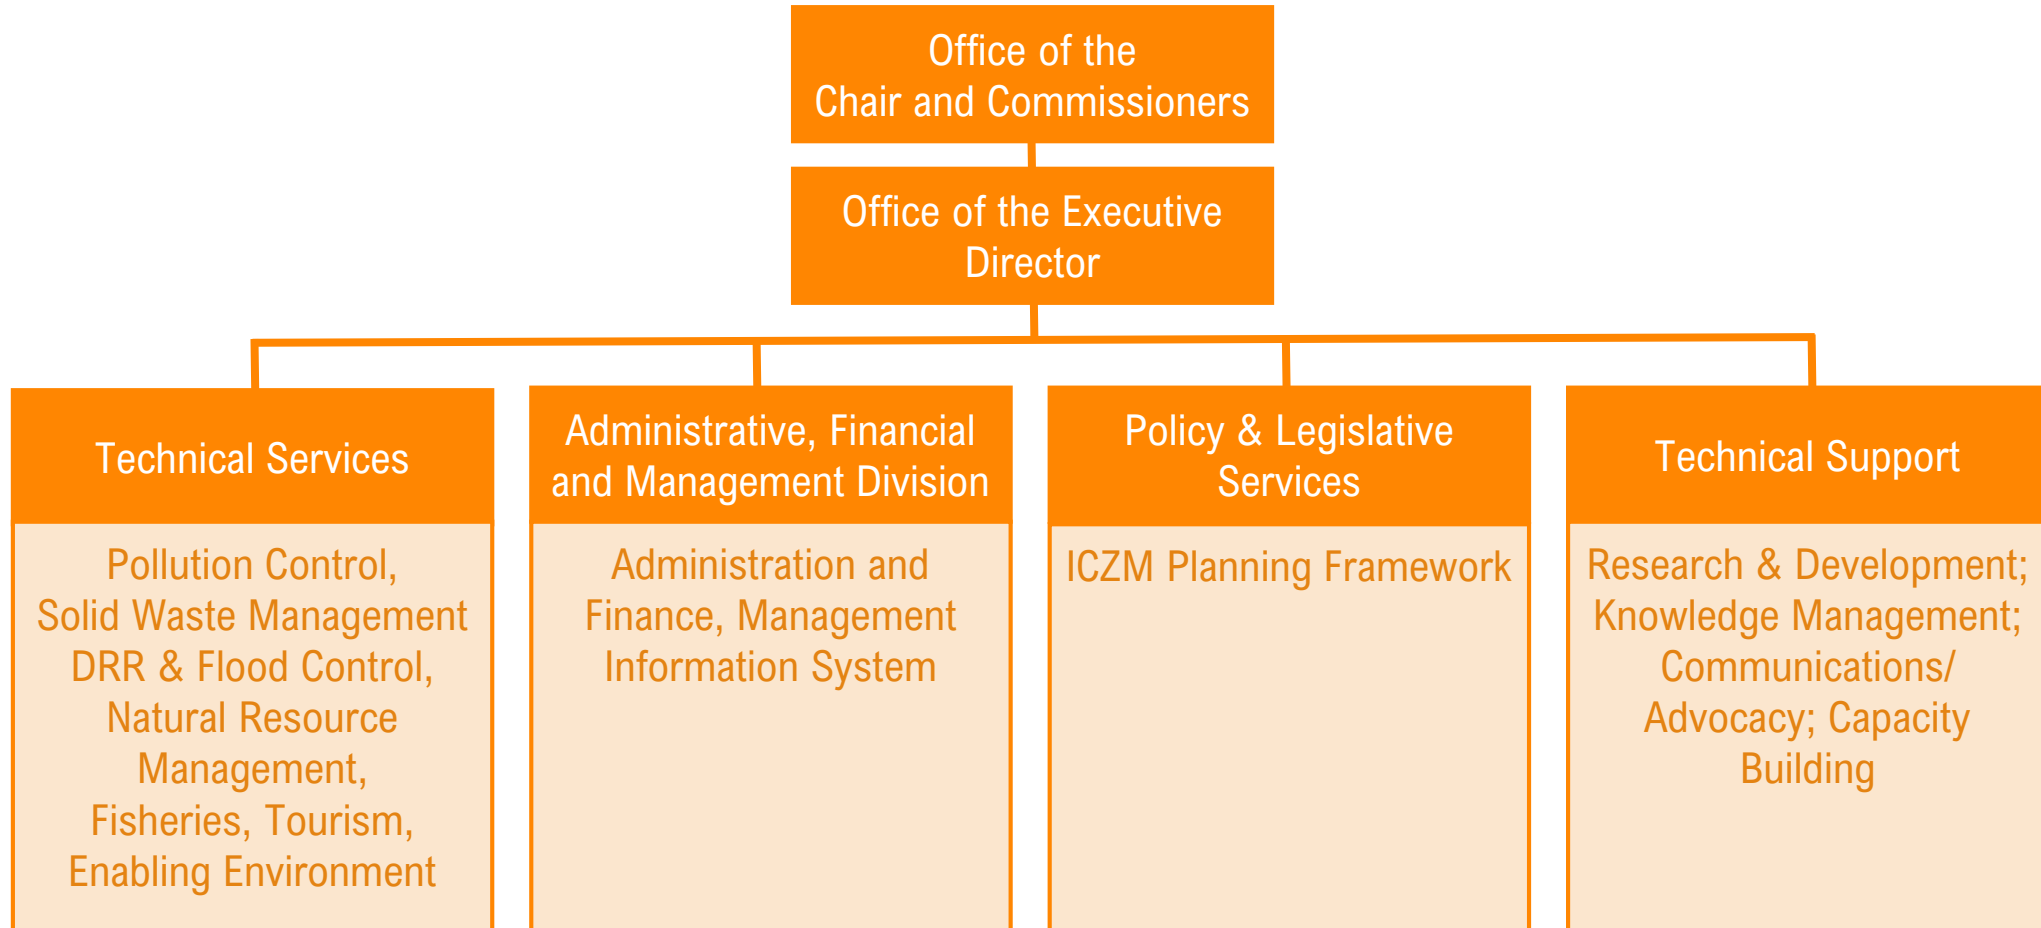 Office of the
Chair and Commissioners
Office of the Executive
Director
Technical Services
Pollution Control,
Solid Waste Management
DRR & Flood Control,
Natural Resource
Management,
Fisheries, Tourism,
Enabling Environment
Administrative, Financial
and Management Division
Administration and
Finance, Management
Information System
Policy & Legislative
Services
ICZM Planning Framework
Technical Support
Research & Development;
Knowledge Management;
Communications/
Advocacy; Capacity
Building